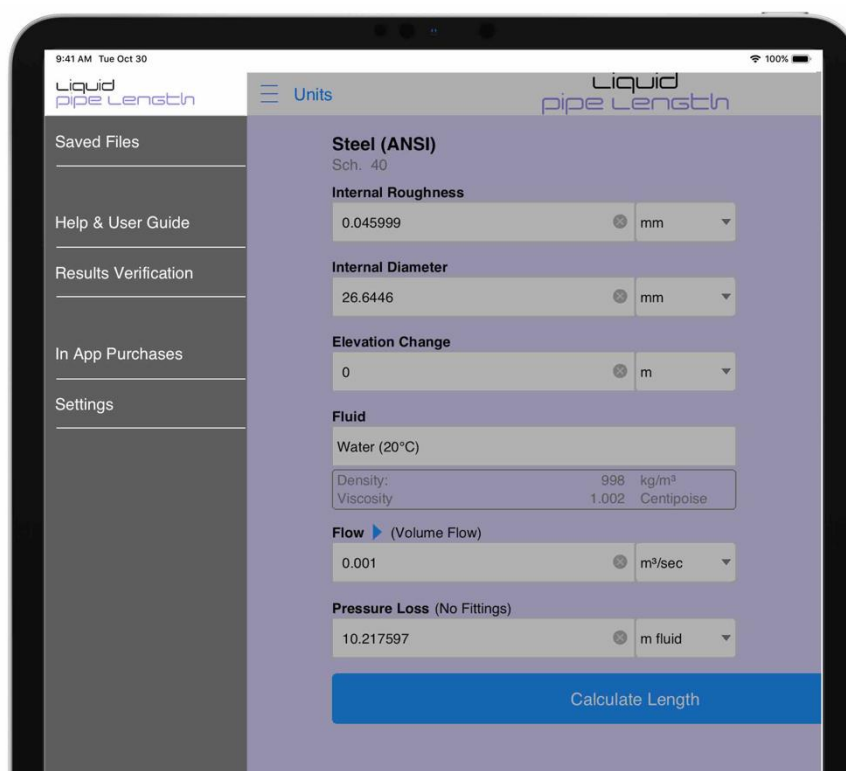 9:41 AM Tue Oct 30
100%
Liquid
pipe Length
Saved Files
Help & User Guide
Results Verification
In App Purchases
Settings
Units
Liquid
pipe Length
Steel (ANSI)
Sch. 40
Internal Roughness
0.045999 mm
Internal Diameter
26.6446 mm
Elevation Change
0 m
Fluid
Water (20°C)
Density: 998 kg/m³
Viscosity 1.002 Centipoise
Flow (Volume Flow)
0.001 m³/sec
Pressure Loss (No Fittings)
10.217597 m fluid
Calculate Length